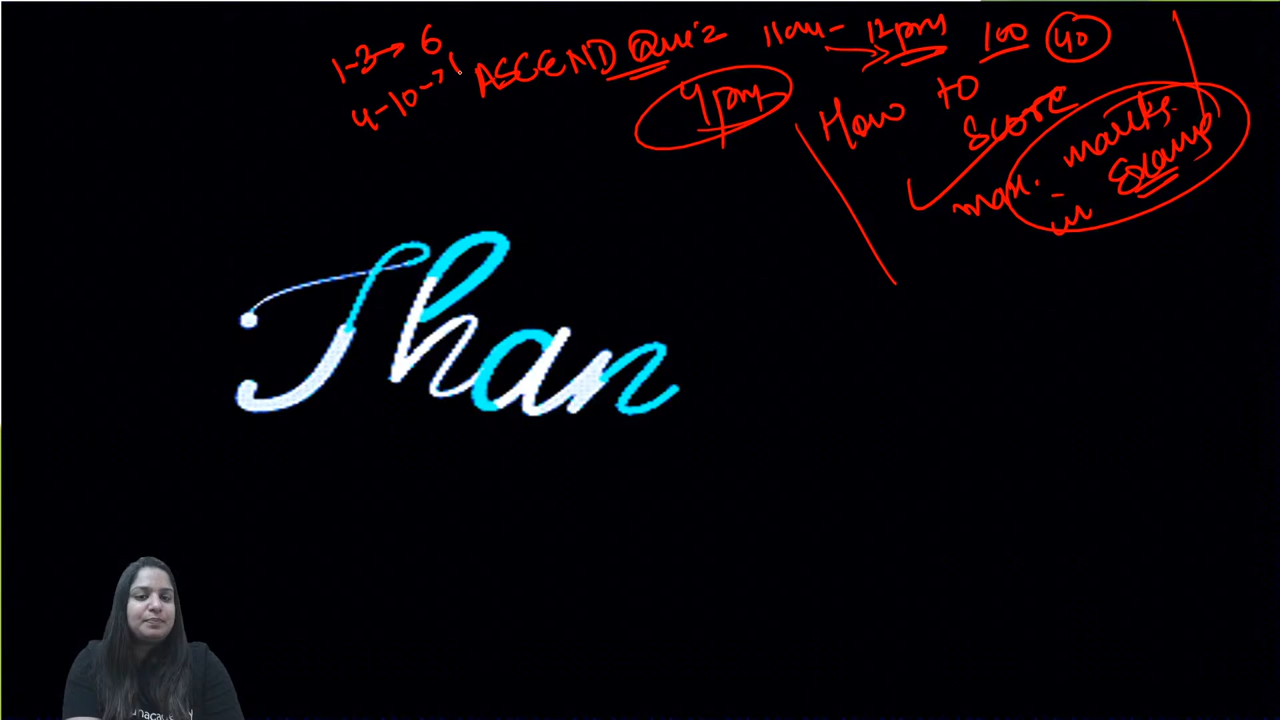 1-3 → 6
4-10 →
ASCEND Quiz 11am - 12pm 100 40
4pm
How to
Score
max. marks
in Exams
Than
unacad